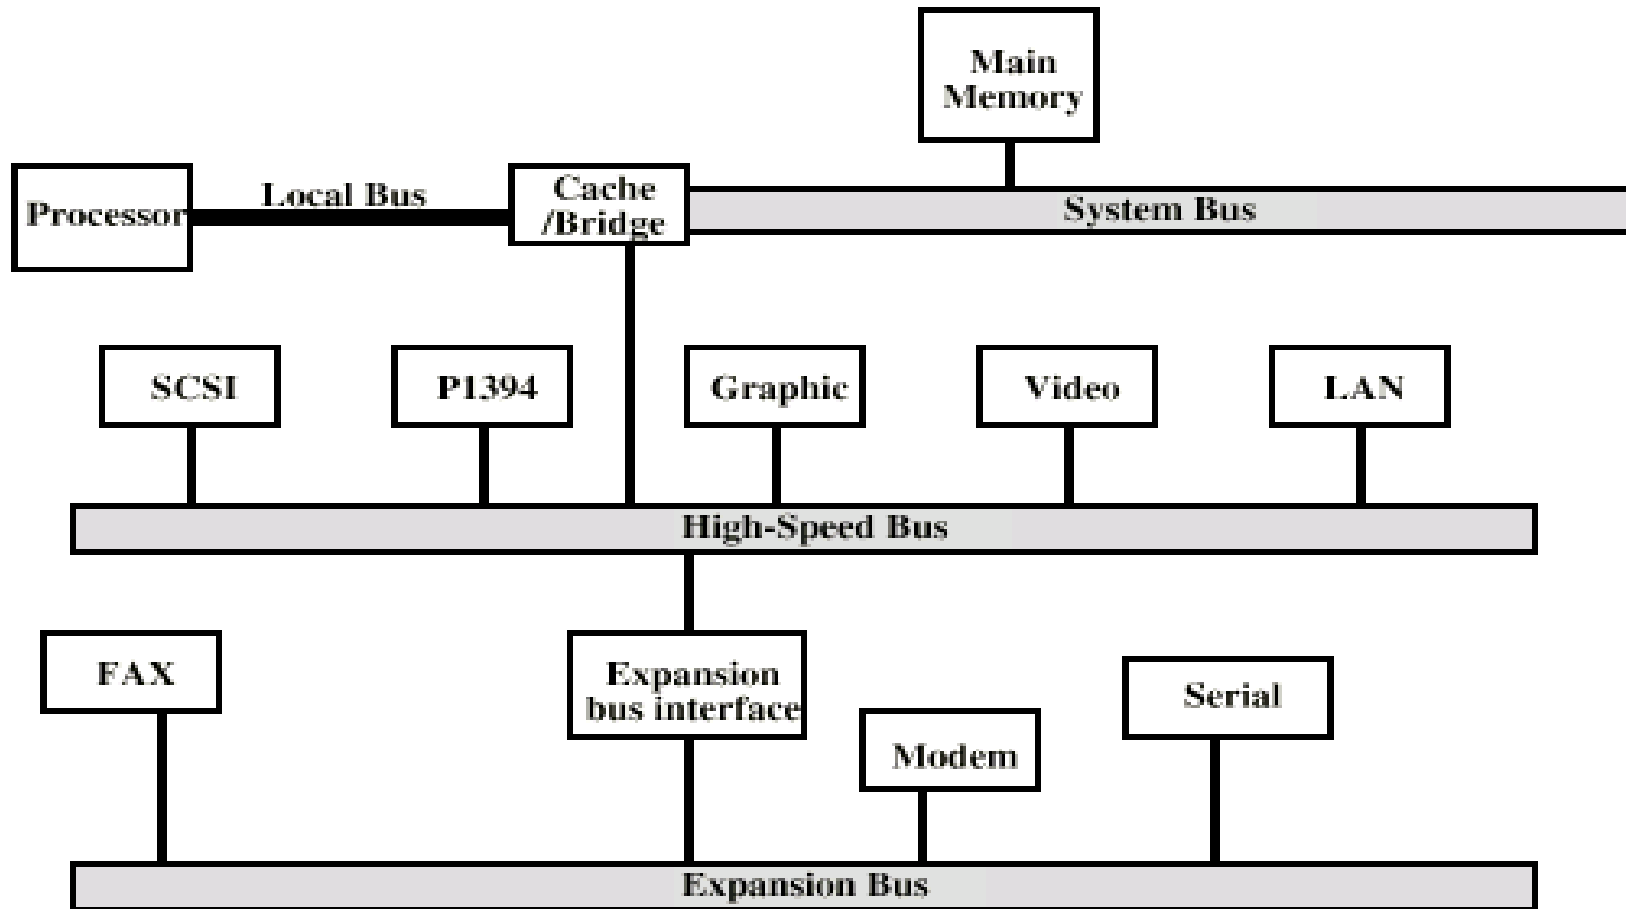 Main
Memory
Processor
Local Bus
Cache
/Bridge
System Bus
SCSI
P1394
Graphic
Video
LAN
High-Speed Bus
FAX
Expansion
bus interface
Modem
Serial
Expansion Bus